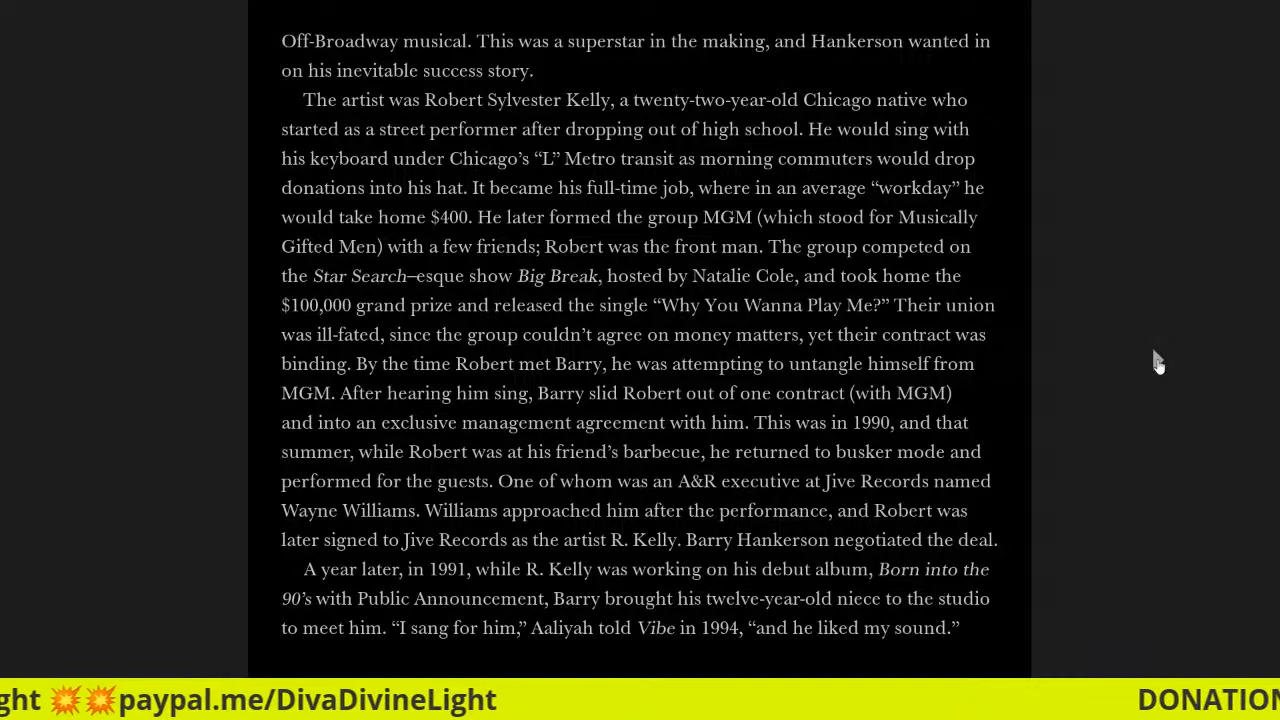 Off-Broadway musical. This was a superstar in the making, and Hankerson wanted in
on his inevitable success story.
The artist was Robert Sylvester Kelly, a twenty-two-year-old Chicago native who
started as a street performer after dropping out of high school. He would sing with
his keyboard under Chicago’s “L” Metro transit as morning commuters would drop
donations into his hat. It became his full-time job, where in an average “workday” he
would take home $400. He later formed the group MGM (which stood for Musically
Gifted Men) with a few friends; Robert was the front man. The group competed on
the Star Search–esque show Big Break, hosted by Natalie Cole, and took home the
$100,000 grand prize and released the single “Why You Wanna Play Me?” Their union
was ill-fated, since the group couldn’t agree on money matters, yet their contract was
binding. By the time Robert met Barry, he was attempting to untangle himself from
MGM. After hearing him sing, Barry slid Robert out of one contract (with MGM)
and into an exclusive management agreement with him. This was in 1990, and that
summer, while Robert was at his friend’s barbecue, he returned to busker mode and
performed for the guests. One of whom was an A&R executive at Jive Records named
Wayne Williams. Williams approached him after the performance, and Robert was
later signed to Jive Records as the artist R. Kelly. Barry Hankerson negotiated the deal.
A year later, in 1991, while R. Kelly was working on his debut album, Born into the
90’s with Public Announcement, Barry brought his twelve-year-old niece to the studio
to meet him. “I sang for him,” Aaliyah told Vibe in 1994, “and he liked my sound.”
ght 💥💥paypal.me/DivaDivineLight DONATION